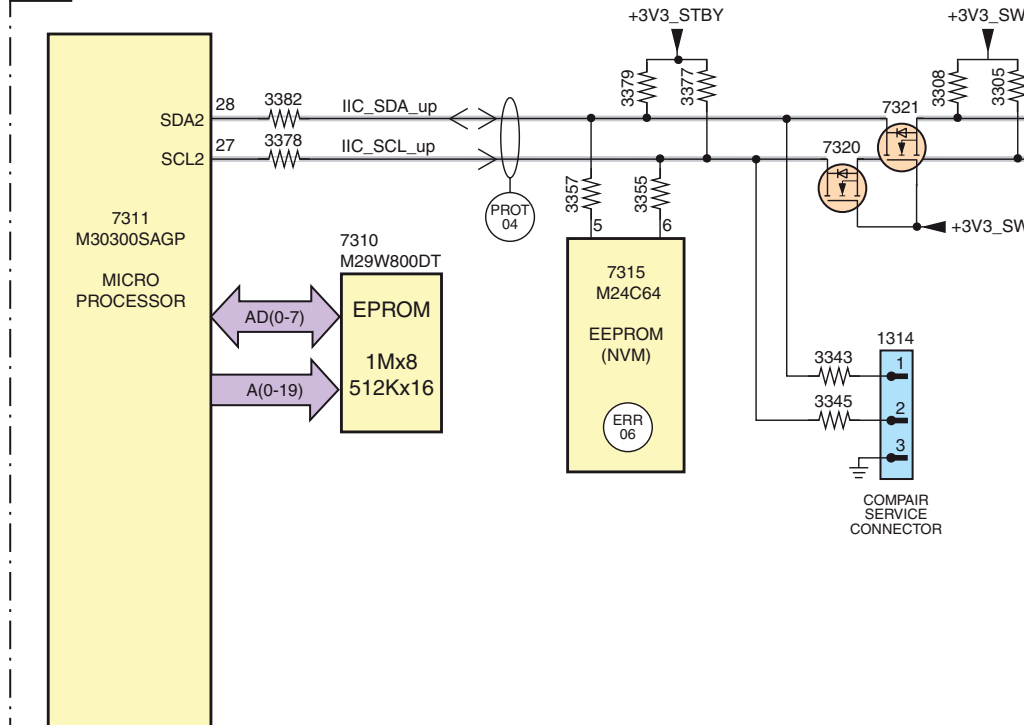 +3V3_STBY
+3V3_SW
3379
3377
3308
3305
28
3382
IIC_SDA_up
7321
SDA2
27
3378
IIC_SCL_up
7320
SCL2
3357
3355
PROT
04
5
6
+3V3_SW
7311
M30300SAGP
MICRO
PROCESSOR
7310
M29W800DT
EPROM
1Mx8
512Kx16
AD(0-7)
A(0-19)
7315
M24C64
EEPROM
(NVM)
ERR
06
1314
3343
1
3345
2
3
COMPAIR
SERVICE
CONNECTOR